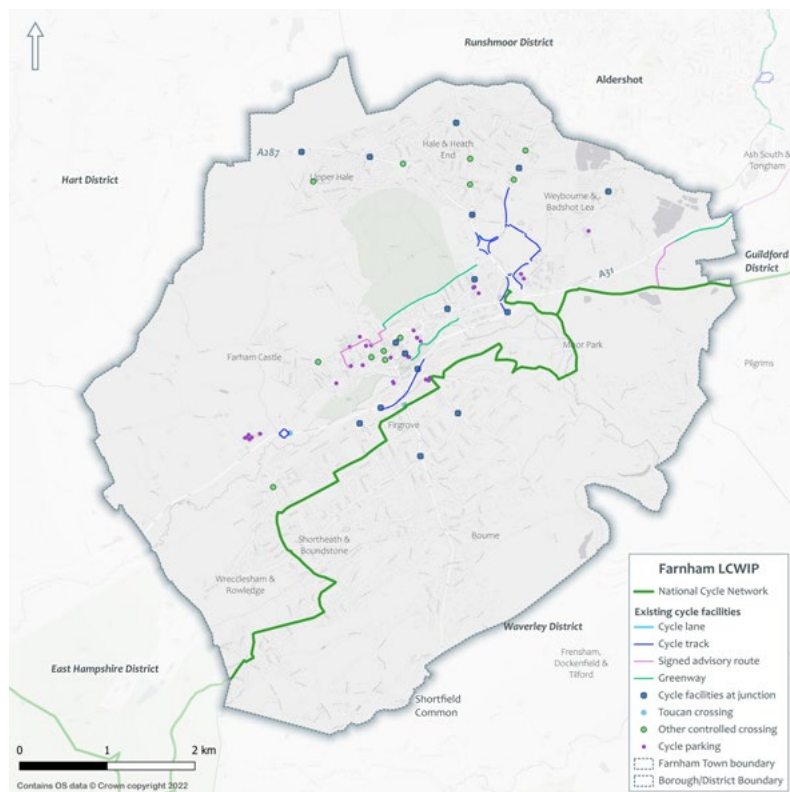 Runshmoor District
Aldershot
Ash South &
Tongham
A287
Hale & Heath
End
Upper Hale
Hart District
Weybourne &
Badshot Lea
Guildford
District
A31
Farnham Castle
Minor Park
Pilgrims
Firgrove
Shortheath &
Boundstone
Bourne
Wrecclesham &
Rowledge
Waverley District
East Hampshire District
Frensham,
Dockenfield &
Tilford
Shortfield
Common
Farnham LCWIP
National Cycle Network
Existing cycle facilities
Cycle lane
Cycle track
Signed advisory route
Greenway
Cycle facilities at junction
Toucan crossing
Other controlled crossing
Cycle parking
Farnham Town boundary
Borough/District Boundary
0 1 2 km
Contains OS data © Crown copyright 2022